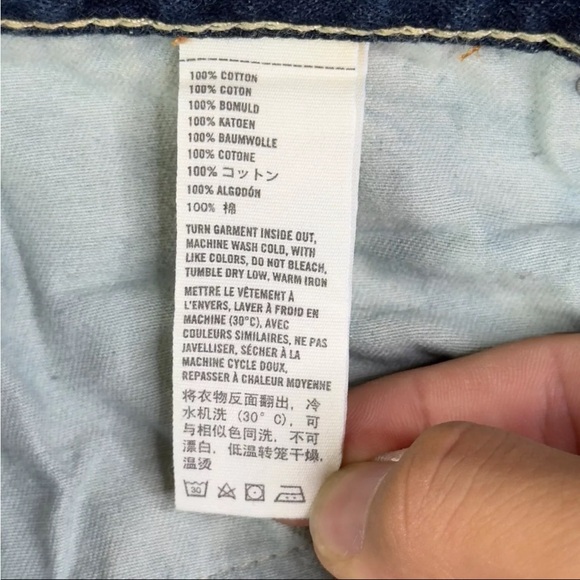 100% COTTON
100% COTON
100% BOMULD
100% KATOEN
100% BAUMWOLLE
100% COTONE
100% コットン
100% ALGODÓN
100% 棉
TURN GARMENT INSIDE OUT,
MACHINE WASH COLD, WITH
LIKE COLORS, DO NOT BLEACH,
TUMBLE DRY LOW, WARM IRON
METTRE LE VÊTEMENT À
L'ENVERS, LAVER À FROID EN
MACHINE (30°C), AVEC
COULEURS SIMILAIRES, NE PAS
JAVELLISER, SÉCHER À LA
MACHINE CYCLE DOUX,
REPASSER À CHALEUR MOYENNE
将衣物反面翻出, 冷
水机洗 (30° C), 可
与相似色同洗, 不可
漂白, 低温转笼干燥,
温烫
30